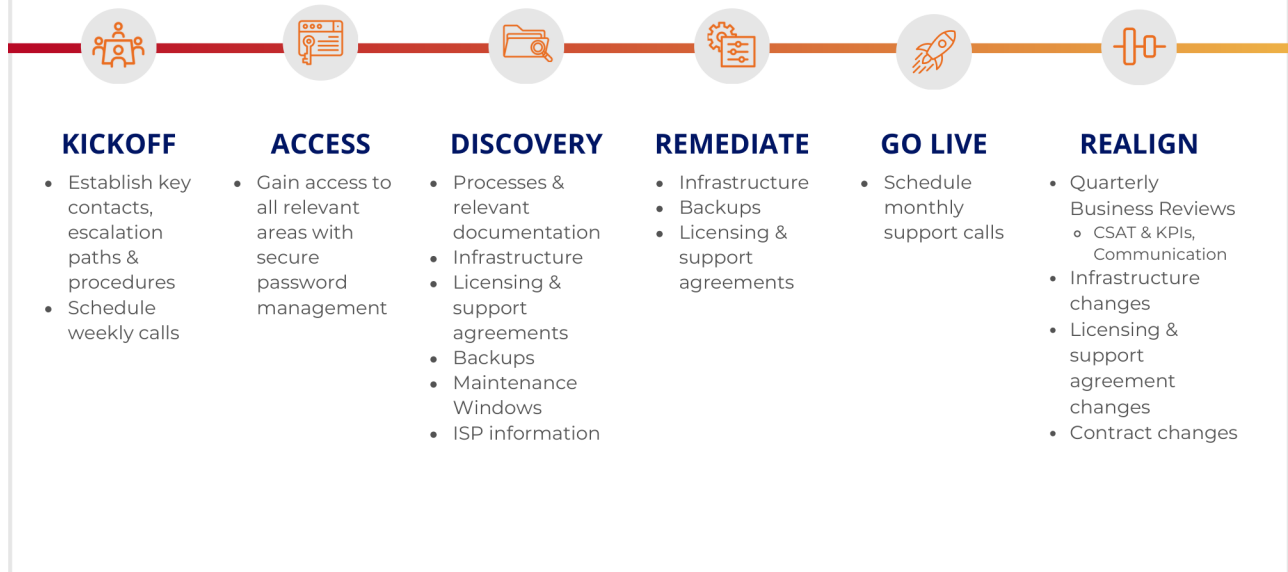 KICKOFF
• Establish key
contacts,
escalation
paths &
procedures
• Schedule
weekly calls
ACCESS
• Gain access to
all relevant
areas with
secure
password
management
DISCOVERY
• Processes &
relevant
documentation
• Infrastructure
• Licensing &
support
agreements
• Backups
• Maintenance
Windows
• ISP information
REMEDIATE
• Infrastructure
• Backups
• Licensing &
support
agreements
GO LIVE
• Schedule
monthly
support calls
REALIGN
• Quarterly
Business Reviews
◦ CSAT & KPIs,
Communication
• Infrastructure
changes
• Licensing &
support
agreement
changes
• Contract changes